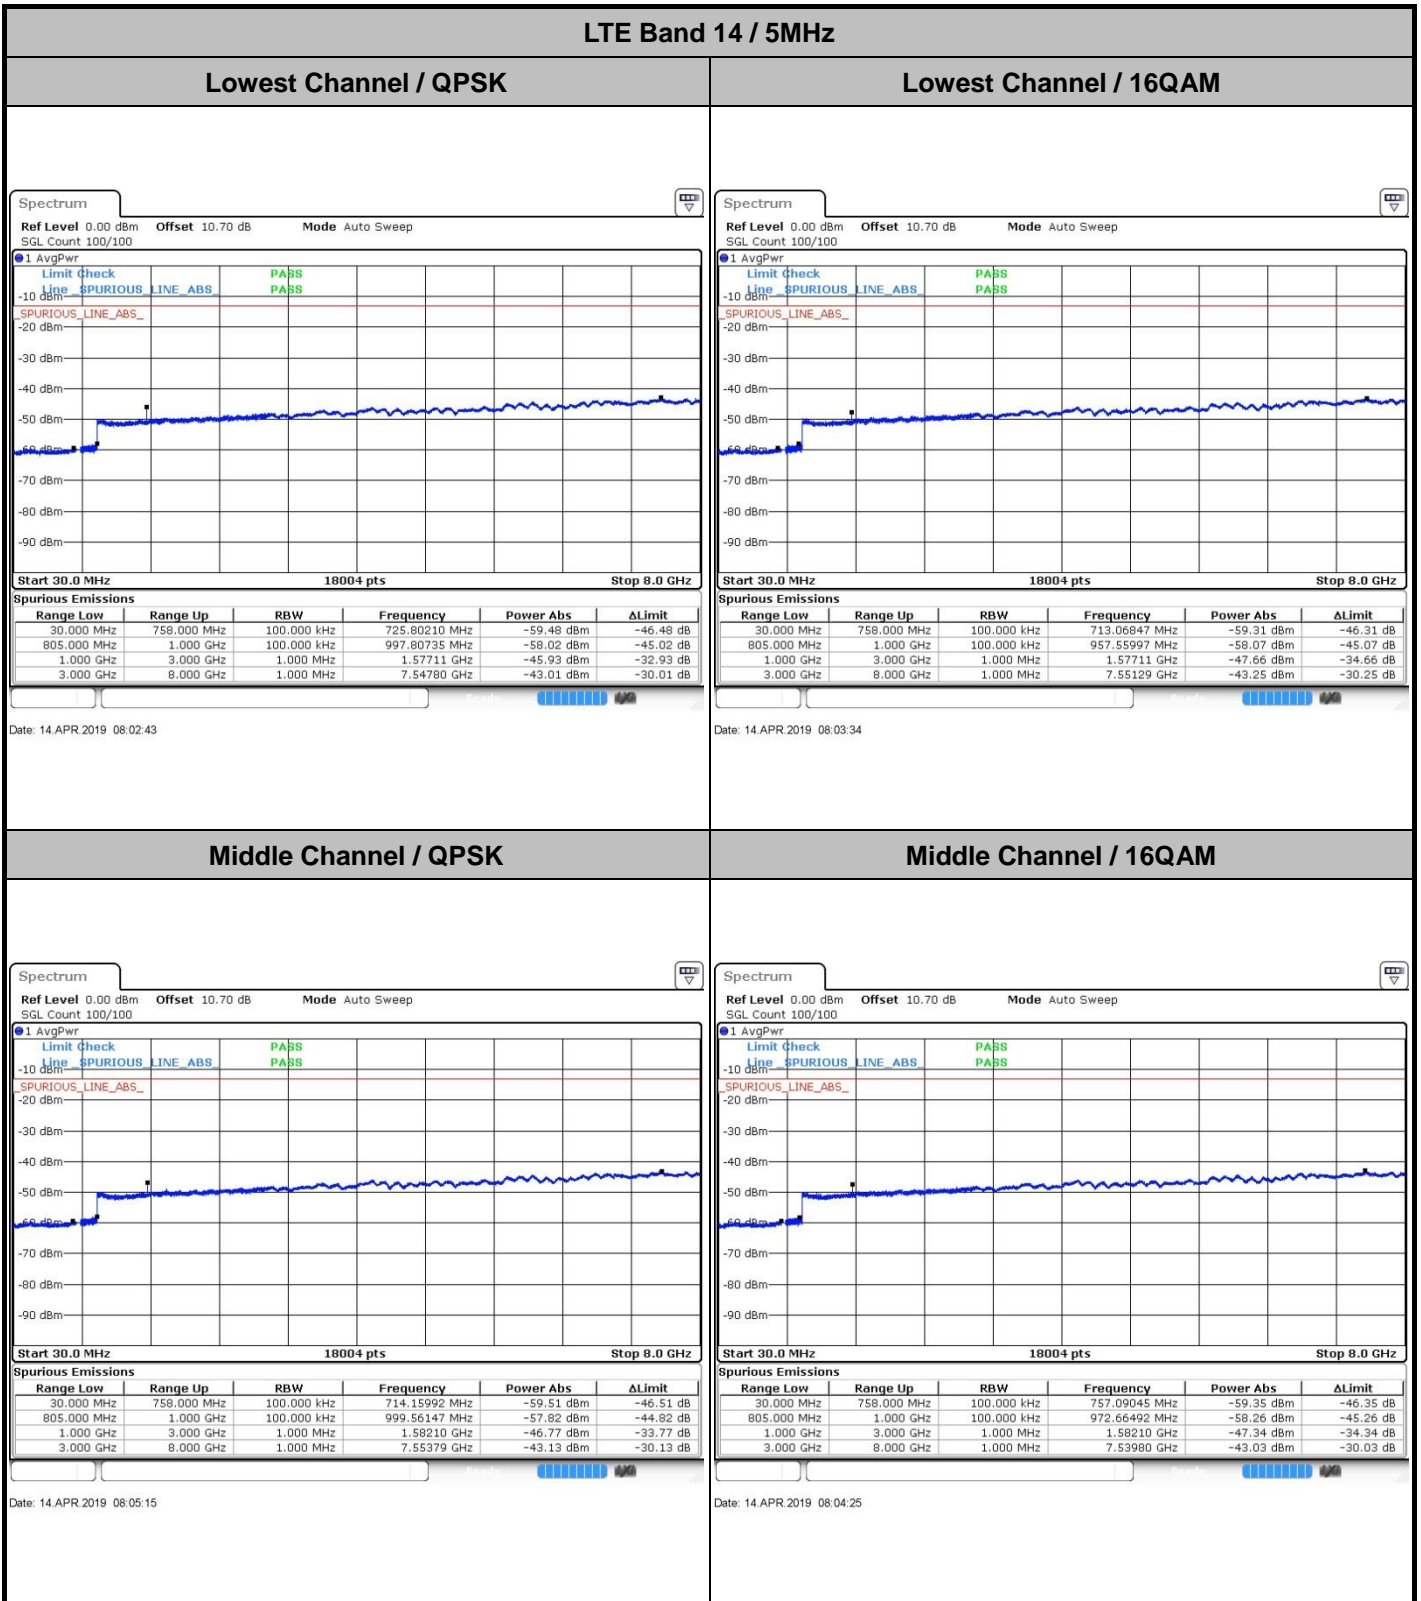 LTE Band 14 / 5MHz
Lowest Channel / QPSK
Lowest Channel / 16QAM
Spectrum
Ref Level 0.00 dBm Offset 10.70 dB Mode Auto Sweep
SGL Count 100/100
1 AvgPwr
Limit Check PASS
Line _SPURIOUS_LINE_ABS_ PASS
-10 dBm
_SPURIOUS_LINE_ABS_
-20 dBm
-30 dBm
-40 dBm
-50 dBm
-60 dBm
-70 dBm
-80 dBm
-90 dBm
Start 30.0 MHz 18004 pts Stop 8.0 GHz
Spurious Emissions
Range Low Range Up RBW Frequency Power Abs ΔLimit
30.000 MHz 758.000 MHz 100.000 kHz 725.80210 MHz -59.48 dBm -46.48 dB
805.000 MHz 1.000 GHz 100.000 kHz 997.80735 MHz -58.02 dBm -45.02 dB
1.000 GHz 3.000 GHz 1.000 MHz 1.57711 GHz -45.93 dBm -32.93 dB
3.000 GHz 8.000 GHz 1.000 MHz 7.54780 GHz -43.01 dBm -30.01 dB
Date: 14.APR.2019 08:02:43
Spectrum
Ref Level 0.00 dBm Offset 10.70 dB Mode Auto Sweep
SGL Count 100/100
1 AvgPwr
Limit Check PASS
Line _SPURIOUS_LINE_ABS_ PASS
-10 dBm
_SPURIOUS_LINE_ABS_
-20 dBm
-30 dBm
-40 dBm
-50 dBm
-60 dBm
-70 dBm
-80 dBm
-90 dBm
Start 30.0 MHz 18004 pts Stop 8.0 GHz
Spurious Emissions
Range Low Range Up RBW Frequency Power Abs ΔLimit
30.000 MHz 758.000 MHz 100.000 kHz 713.06847 MHz -59.31 dBm -46.31 dB
805.000 MHz 1.000 GHz 100.000 kHz 957.55997 MHz -58.07 dBm -45.07 dB
1.000 GHz 3.000 GHz 1.000 MHz 1.57711 GHz -47.66 dBm -34.66 dB
3.000 GHz 8.000 GHz 1.000 MHz 7.55129 GHz -43.25 dBm -30.25 dB
Date: 14.APR.2019 08:03:34
Middle Channel / QPSK
Middle Channel / 16QAM
Spectrum
Ref Level 0.00 dBm Offset 10.70 dB Mode Auto Sweep
SGL Count 100/100
1 AvgPwr
Limit Check PASS
Line _SPURIOUS_LINE_ABS_ PASS
-10 dBm
_SPURIOUS_LINE_ABS_
-20 dBm
-30 dBm
-40 dBm
-50 dBm
-60 dBm
-70 dBm
-80 dBm
-90 dBm
Start 30.0 MHz 18004 pts Stop 8.0 GHz
Spurious Emissions
Range Low Range Up RBW Frequency Power Abs ΔLimit
30.000 MHz 758.000 MHz 100.000 kHz 714.15992 MHz -59.51 dBm -46.51 dB
805.000 MHz 1.000 GHz 100.000 kHz 999.56147 MHz -57.82 dBm -44.82 dB
1.000 GHz 3.000 GHz 1.000 MHz 1.58210 GHz -46.77 dBm -33.77 dB
3.000 GHz 8.000 GHz 1.000 MHz 7.55379 GHz -43.13 dBm -30.13 dB
Date: 14.APR.2019 08:05:15
Spectrum
Ref Level 0.00 dBm Offset 10.70 dB Mode Auto Sweep
SGL Count 100/100
1 AvgPwr
Limit Check PASS
Line _SPURIOUS_LINE_ABS_ PASS
-10 dBm
_SPURIOUS_LINE_ABS_
-20 dBm
-30 dBm
-40 dBm
-50 dBm
-60 dBm
-70 dBm
-80 dBm
-90 dBm
Start 30.0 MHz 18004 pts Stop 8.0 GHz
Spurious Emissions
Range Low Range Up RBW Frequency Power Abs ΔLimit
30.000 MHz 758.000 MHz 100.000 kHz 757.09045 MHz -59.35 dBm -46.35 dB
805.000 MHz 1.000 GHz 100.000 kHz 972.66492 MHz -58.26 dBm -45.26 dB
1.000 GHz 3.000 GHz 1.000 MHz 1.58210 GHz -47.34 dBm -34.34 dB
3.000 GHz 8.000 GHz 1.000 MHz 7.53980 GHz -43.03 dBm -30.03 dB
Date: 14.APR.2019 08:04:25